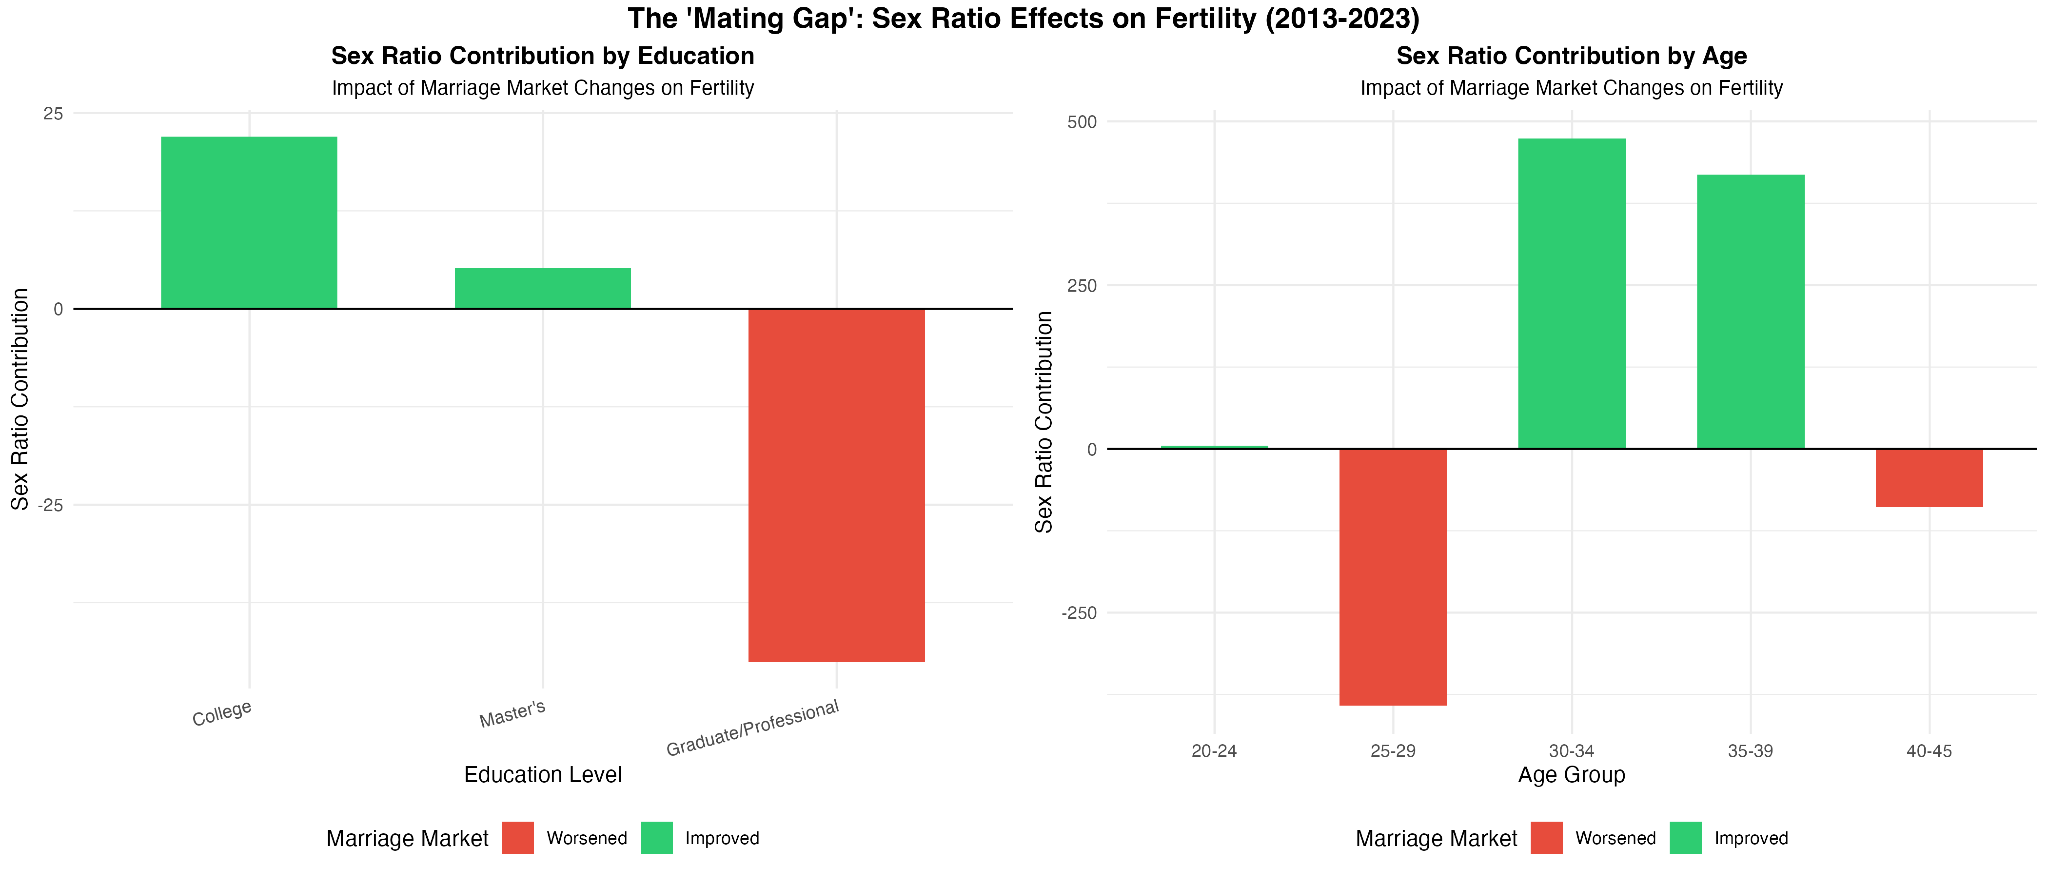 The 'Mating Gap': Sex Ratio Effects on Fertility (2013-2023)
Sex Ratio Contribution by Education
Impact of Marriage Market Changes on Fertility
Sex Ratio Contribution
25
0
-25
College
Master's
Graduate/Professional
Education Level
Marriage Market
Worsened
Improved
Sex Ratio Contribution by Age
Impact of Marriage Market Changes on Fertility
Sex Ratio Contribution
500
250
0
-250
20-24
25-29
30-34
35-39
40-45
Age Group
Marriage Market
Worsened
Improved